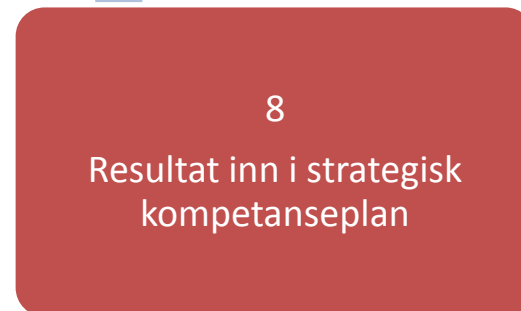 8
Resultat inn i strategisk
kompetanseplan